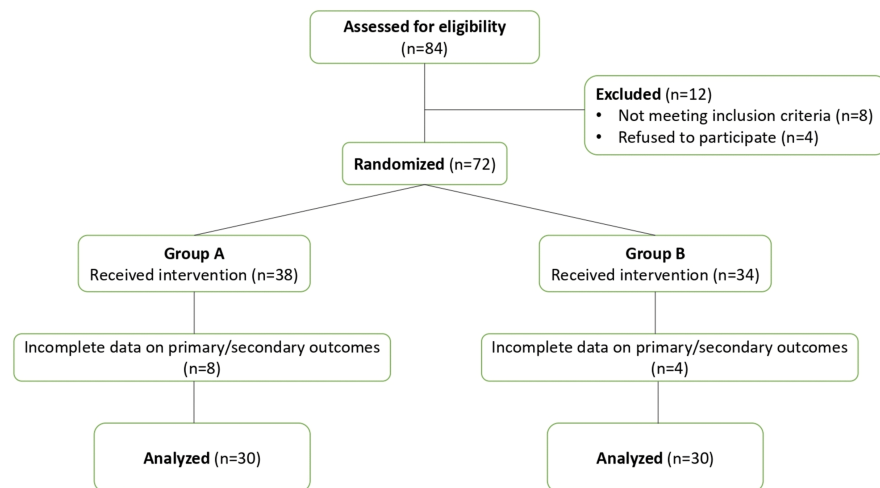 Assessed for eligibility
(n=84)
Excluded (n=12)
• Not meeting inclusion criteria (n=8)
• Refused to participate (n=4)
Randomized (n=72)
Group A
Received intervention (n=38)
Group B
Received intervention (n=34)
Incomplete data on primary/secondary outcomes
(n=8)
Incomplete data on primary/secondary outcomes
(n=4)
Analyzed (n=30)
Analyzed (n=30)